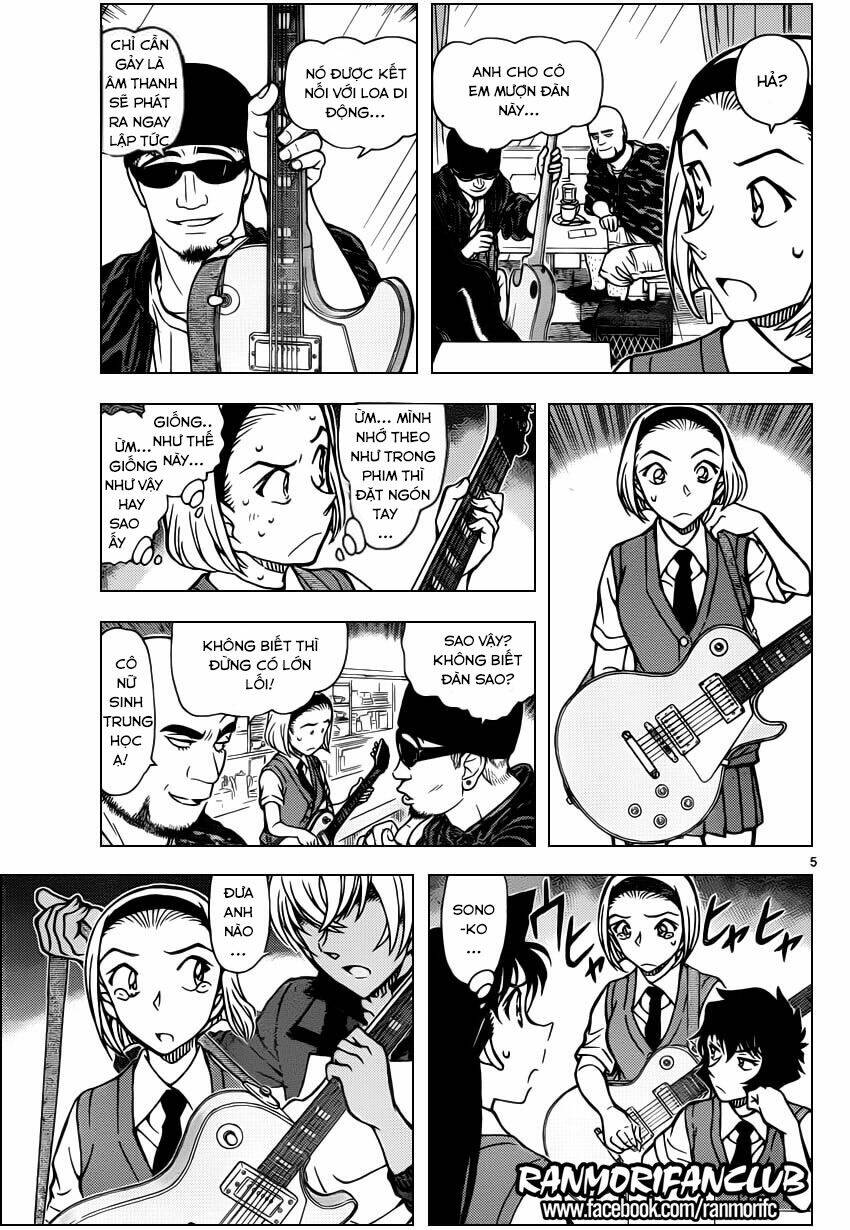 HẢ?
ANH CHO CÔ
EM MƯỢN ĐÀN
NÀY...
NÓ ĐƯỢC KẾT
NỐI VỚI LOA DI
ĐỘNG...
CHỈ CẦN
GẢY LÀ
ÂM THANH
SẼ PHÁT
RA NGAY
LẬP TỨC
ỪM... MÌNH
NHỚ THEO
NHƯ TRONG
PHIM THÌ
ĐẶT NGÓN
TAY
...
GIỐNG..
NHƯ THẾ
NÀY...
ỪM...
GIỐNG
NHƯ VẬY
HAY
SAO
ẤY
SAO VẬY?
KHÔNG BIẾT
ĐÀN SAO?
KHÔNG BIẾT THÌ
ĐỪNG CÓ LỚN
LỐI!
CÔ
NỮ
SINH
TRUNG
HỌC
Ạ!
5
SONO
-KO
...
ヒソ
ヒソ
ĐƯA
ANH
NÀO
...
RANMORIFANCLUB
www.facebook.com/ranmorifc